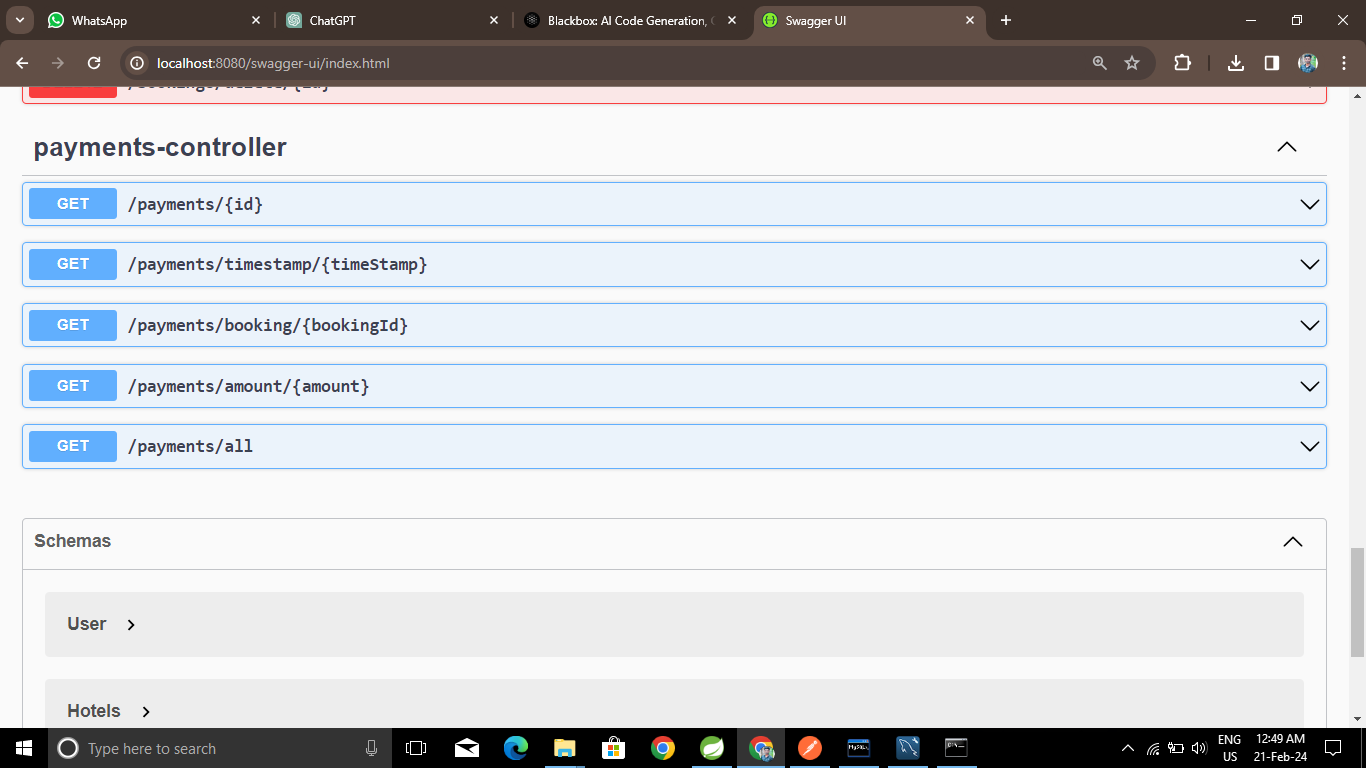 WhatsApp
ChatGPT
Blackbox: AI Code Generation,
Swagger UI
localhost:8080/swagger-ui/index.html
payments-controller
GET /payments/{id}
GET /payments/timestamp/{timeStamp}
GET /payments/booking/{bookingId}
GET /payments/amount/{amount}
GET /payments/all
Schemas
User
Hotels
Type here to search
MySQL
ENG
US
12:49 AM
21-Feb-24